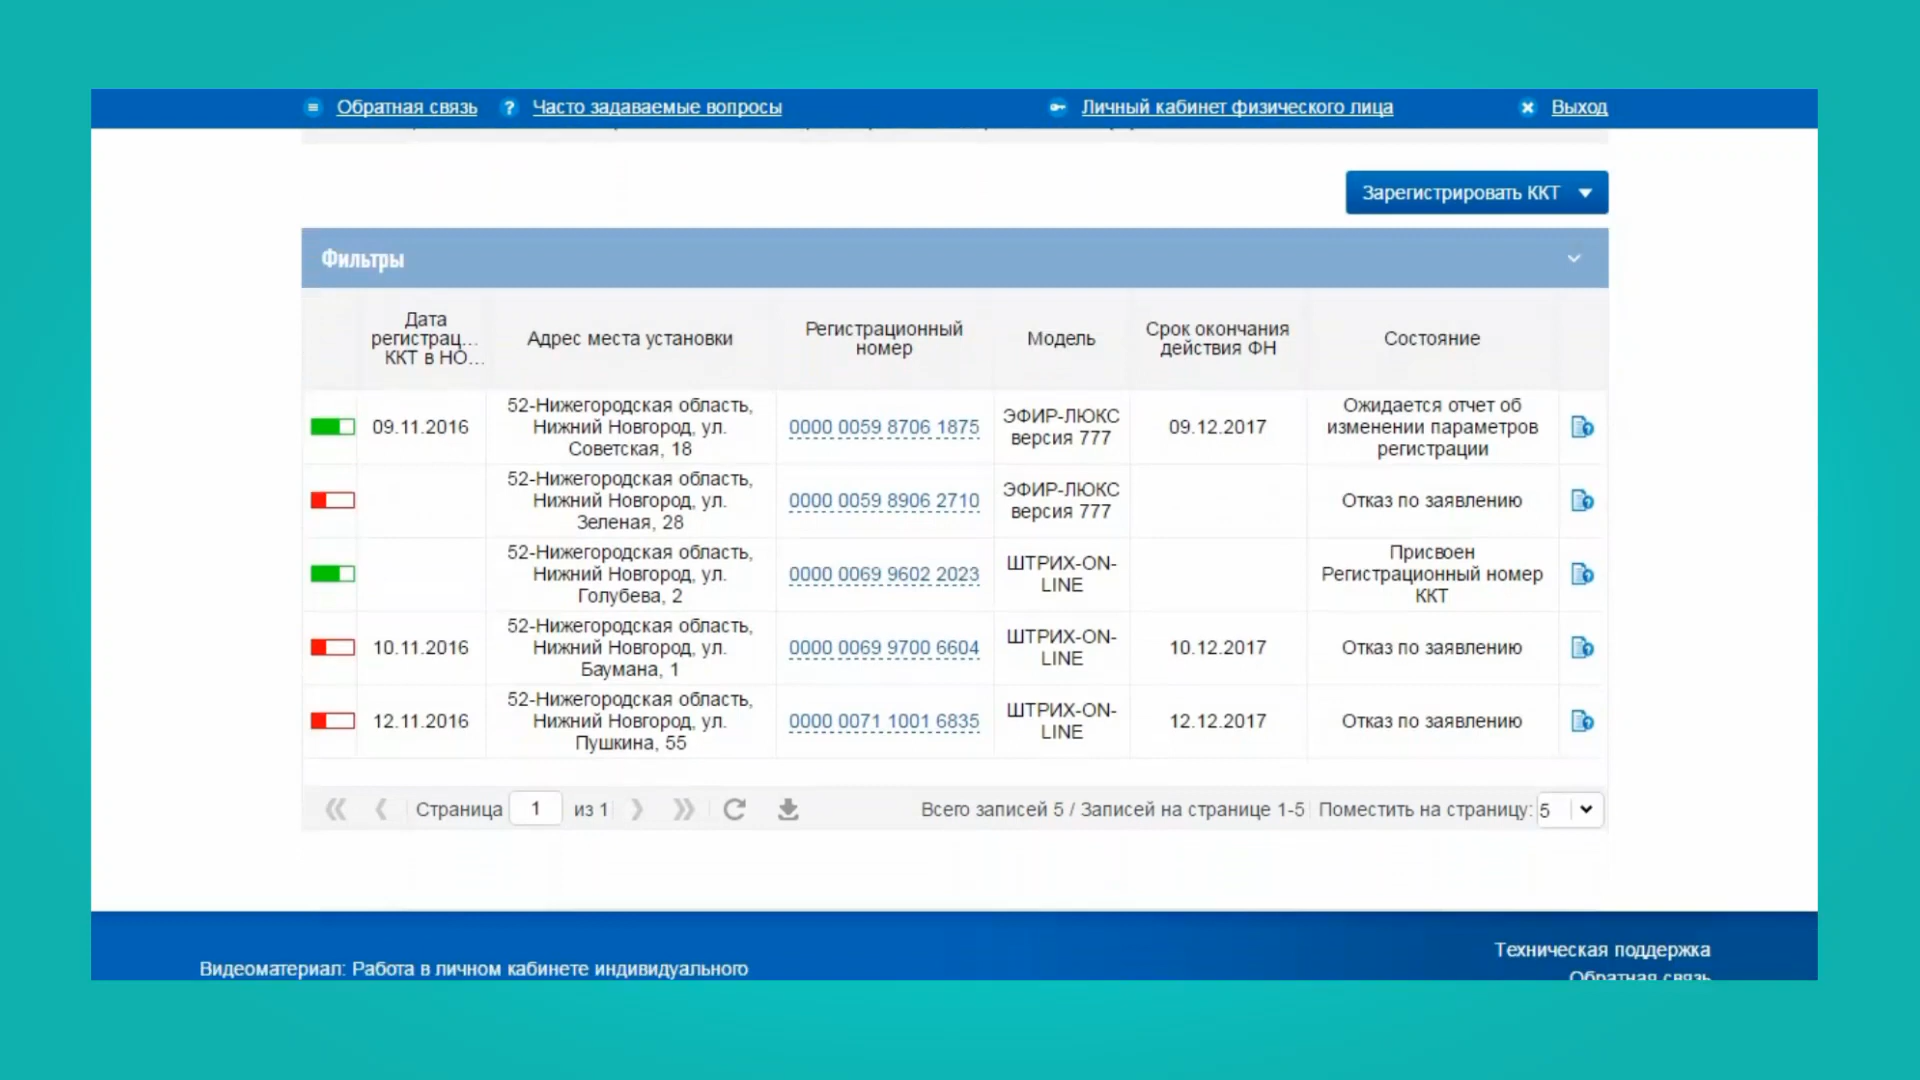 Обратная связь
Часто задаваемые вопросы
Личный кабинет физического лица
Выход
Зарегистрировать ККТ
Фильтры
Дата
регистрац...
ККТ в НО...
Адрес места установки
Регистрационный
номер
Модель
Срок окончания
действия ФН
Состояние
09.11.2016
52-Нижегородская область,
Нижний Новгород, ул.
Советская, 18
0000 0059 8706 1875
ЭФИР-ЛЮКС
версия 777
09.12.2017
Ожидается отчет об
изменении параметров
регистрации
52-Нижегородская область,
Нижний Новгород, ул.
Зеленая, 28
0000 0059 8906 2710
ЭФИР-ЛЮКС
версия 777
Отказ по заявлению
52-Нижегородская область,
Нижний Новгород, ул.
Голубева, 2
0000 0069 9602 2023
ШТРИХ-ON-
LINE
Присвоен
Регистрационный номер
ККТ
10.11.2016
52-Нижегородская область,
Нижний Новгород, ул.
Баумана, 1
0000 0069 9700 6604
ШТРИХ-ON-
LINE
10.12.2017
Отказ по заявлению
12.11.2016
52-Нижегородская область,
Нижний Новгород, ул.
Пушкина, 55
0000 0071 1001 6835
ШТРИХ-ON-
LINE
12.12.2017
Отказ по заявлению
Страница 1 из 1
Всего записей 5 / Записей на странице 1-5
Поместить на страницу: 5
Видеоматериал: Работа в личном кабинете индивидуального
Техническая поддержка
Обратная связь